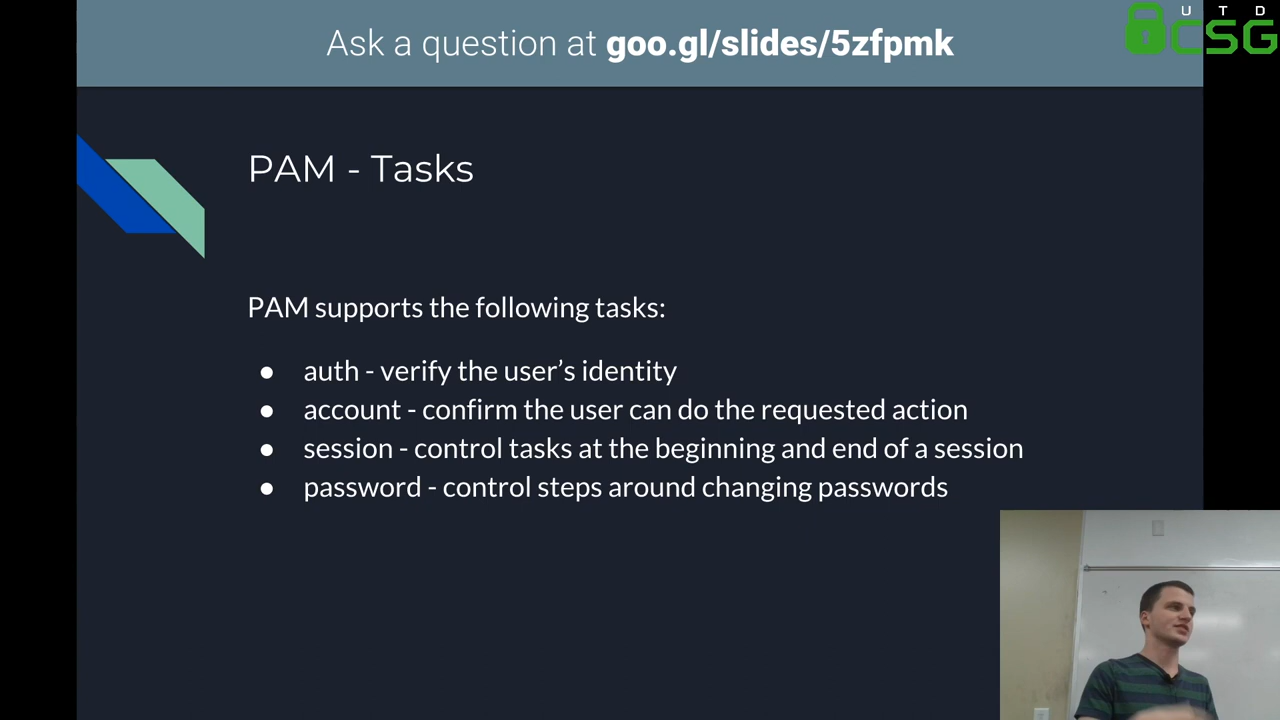 Ask a question at goo.gl/slides/5zfpmk
UTD
CSG
PAM - Tasks
PAM supports the following tasks:
● auth - verify the user’s identity
● account - confirm the user can do the requested action
● session - control tasks at the beginning and end of a session
● password - control steps around changing passwords